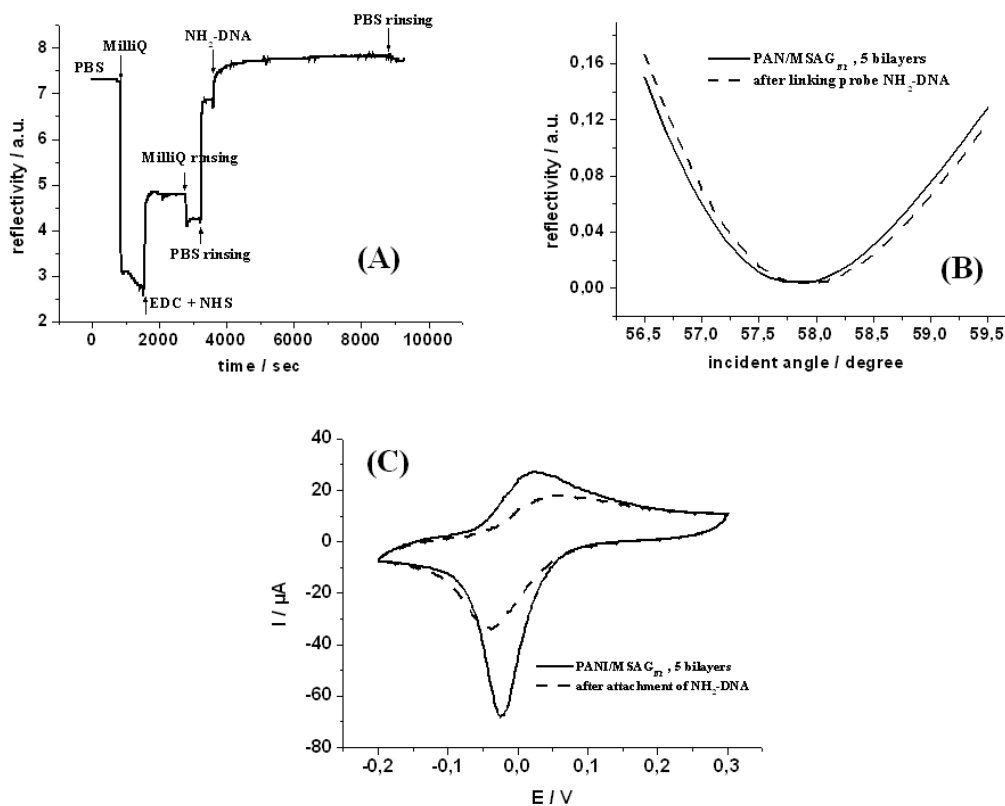 PBS rinsing
NH₂-DNA
MilliQ
PBS
MilliQ rinsing
PBS rinsing
EDC + NHS
(A)
8
7
6
5
4
3
2
reflectivity / a.u.
0 2000 4000 6000 8000 10000
time / sec
PAN/MSAG_B2 , 5 bilayers
after linking probe NH₂-DNA
(B)
0,16
0,12
0,08
0,04
0,00
reflectivity / a.u.
56,5 57,0 57,5 58,0 58,5 59,0 59,5
incident angle / degree
(C)
40
20
0
-20
-40
-60
-80
I / µA
PANI/MSAG_B2 , 5 bilayers
after attachment of NH₂-DNA
-0,2 -0,1 0,0 0,1 0,2 0,3
E / V